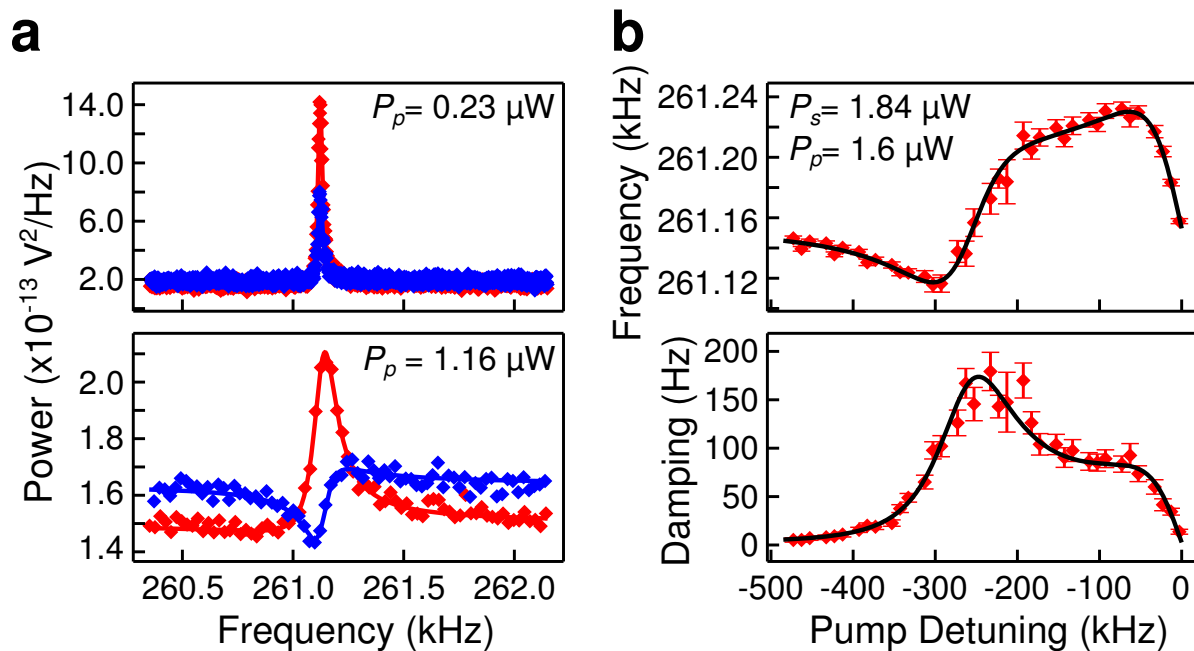 a
P_p= 0.23 µW
14.0
10.0
6.0
2.0
P_p = 1.16 µW
2.0
1.8
1.6
1.4
Power (x10⁻¹³ V²/Hz)
260.5 261.0 261.5 262.0
Frequency (kHz)
b
P_s= 1.84 µW
P_p= 1.6 µW
261.24
261.20
261.16
261.12
Frequency (kHz)
200
150
100
50
0
Damping (Hz)
-500 -400 -300 -200 -100 0
Pump Detuning (kHz)